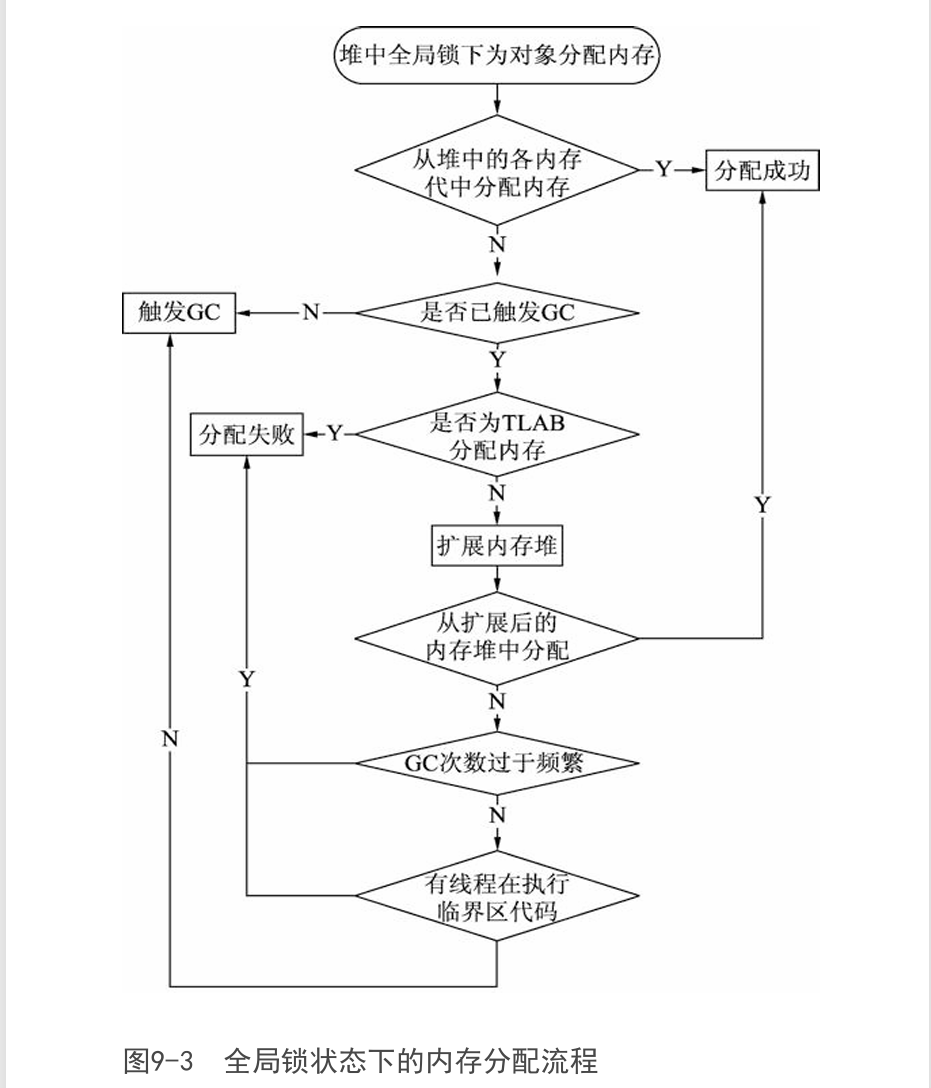 堆中全局锁下为对象分配内存
从堆中的各内存
代中分配内存
Y
分配成功
N
触发GC
N
是否已触发GC
Y
分配失败
Y
是否为TLAB
分配内存
N
Y
扩展内存堆
从扩展后的
内存堆中分配
Y
N
N
GC次数过于频繁
N
有线程在执行
临界区代码
图9-3 全局锁状态下的内存分配流程